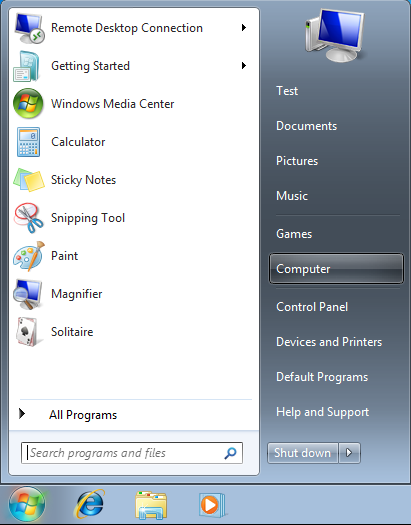 Remote Desktop Connection
Getting Started
Windows Media Center
Calculator
Sticky Notes
Snipping Tool
Paint
Magnifier
Solitaire
All Programs
Search programs and files
Test
Documents
Pictures
Music
Games
Computer
Control Panel
Devices and Printers
Default Programs
Help and Support
Shut down